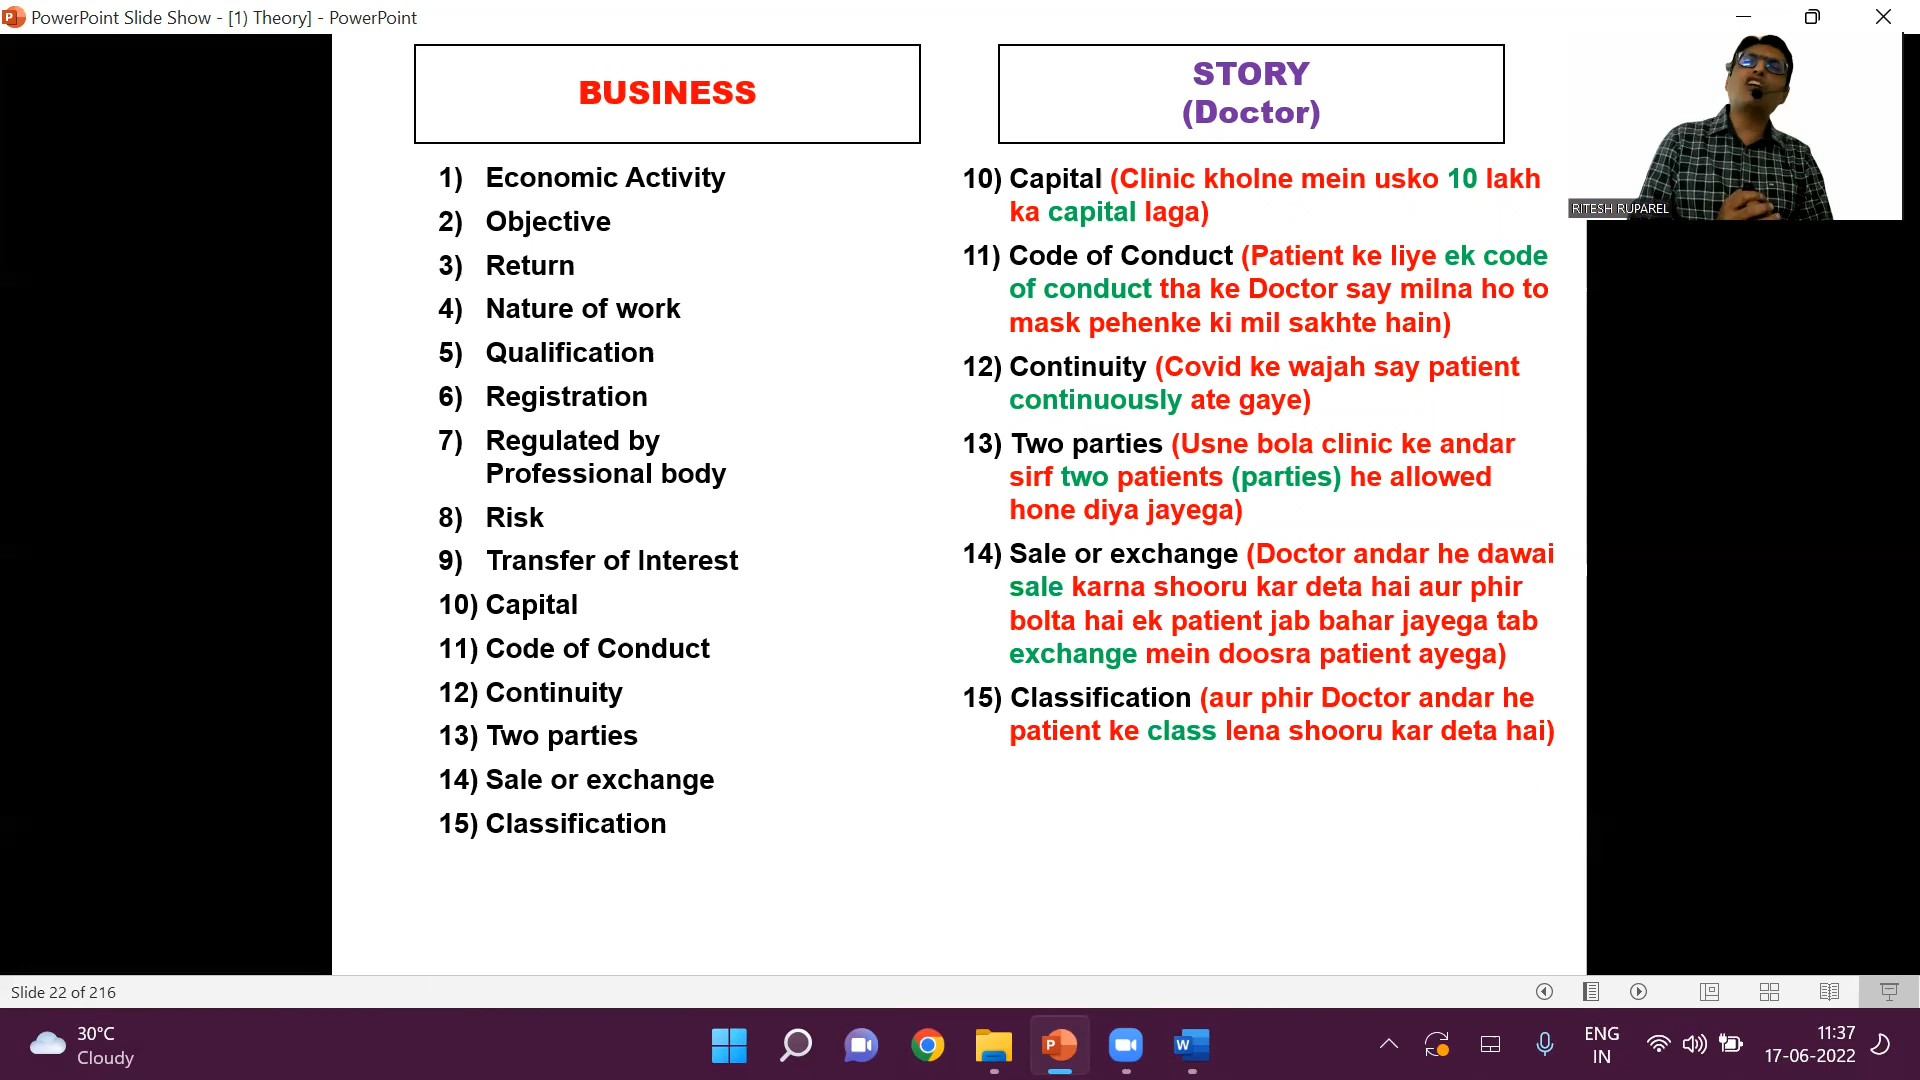 PowerPoint Slide Show - [1) Theory] - PowerPoint
BUSINESS
1) Economic Activity
2) Objective
3) Return
4) Nature of work
5) Qualification
6) Registration
7) Regulated by
Professional body
8) Risk
9) Transfer of Interest
10) Capital
11) Code of Conduct
12) Continuity
13) Two parties
14) Sale or exchange
15) Classification
STORY
(Doctor)
10) Capital (Clinic kholne mein usko 10 lakh
ka capital laga)
11) Code of Conduct (Patient ke liye ek code
of conduct tha ke Doctor say milna ho to
mask pehenke ki mil sakhte hain)
12) Continuity (Covid ke wajah say patient
continuously ate gaye)
13) Two parties (Usne bola clinic ke andar
sirf two patients (parties) he allowed
hone diya jayega)
14) Sale or exchange (Doctor andar he dawai
sale karna shooru kar deta hai aur phir
bolta hai ek patient jab bahar jayega tab
exchange mein doosra patient ayega)
15) Classification (aur phir Doctor andar he
patient ke class lena shooru kar deta hai)
RITESH RUPAREL
Slide 22 of 216
30°C
Cloudy
ENG
IN
11:37
17-06-2022